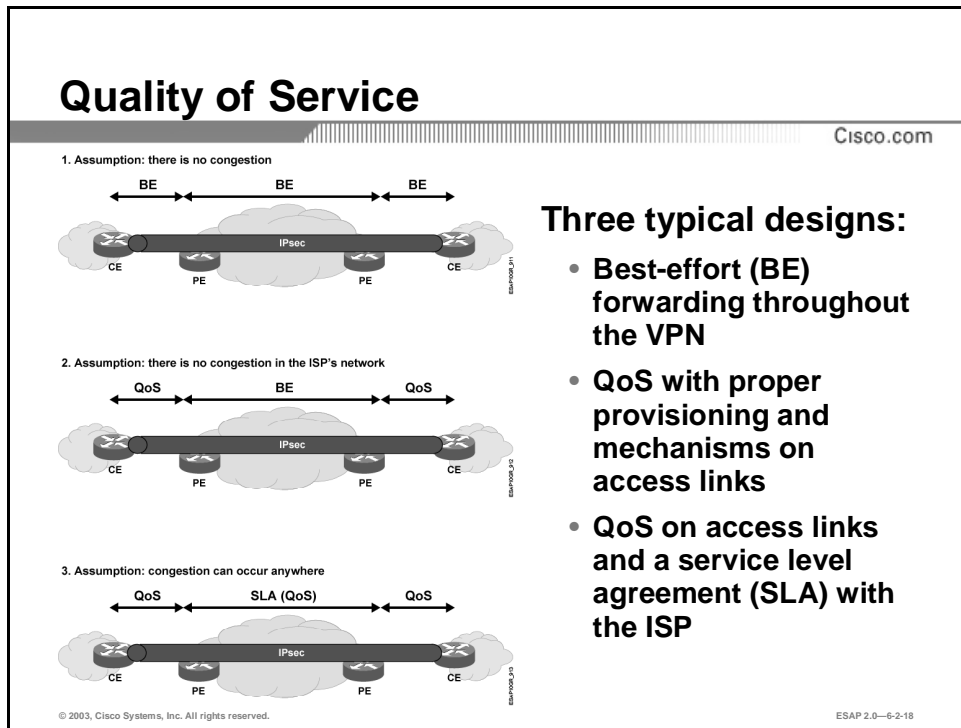 Quality of Service
Cisco.com
1. Assumption: there is no congestion
BE BE BE
IPsec
CE PE PE CE
ESAP10GR_911
2. Assumption: there is no congestion in the ISP's network
QoS BE QoS
IPsec
CE PE PE CE
ESAP10GR_912
3. Assumption: congestion can occur anywhere
QoS SLA (QoS) QoS
IPsec
CE PE PE CE
ESAP10GR_913
Three typical designs:
• Best-effort (BE)
forwarding throughout
the VPN
• QoS with proper
provisioning and
mechanisms on
access links
• QoS on access links
and a service level
agreement (SLA) with
the ISP
© 2003, Cisco Systems, Inc. All rights reserved.
ESAP 2.0—6-2-18